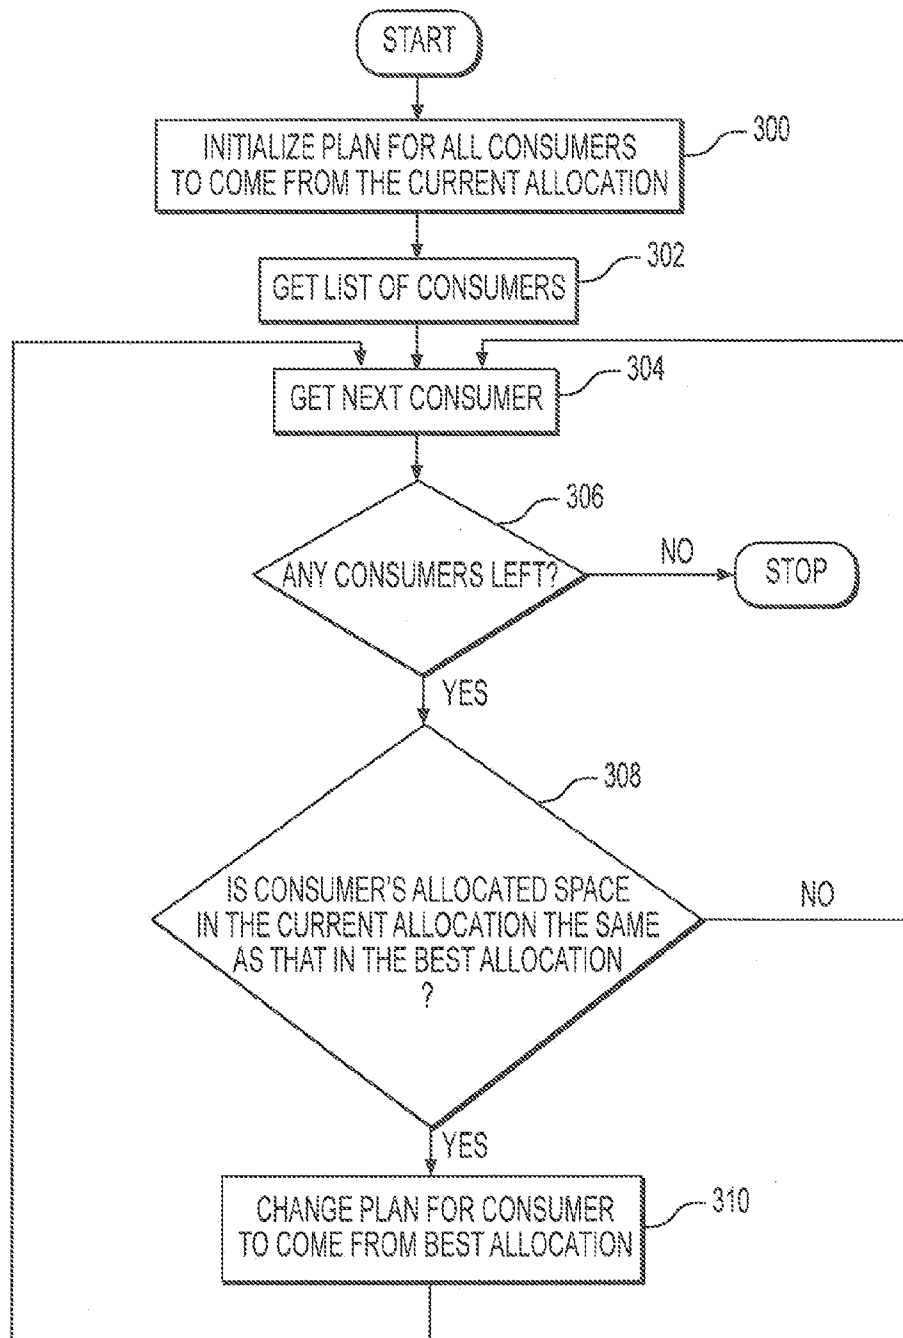 START
INITIALIZE PLAN FOR ALL CONSUMERS
TO COME FROM THE CURRENT ALLOCATION
300
GET LIST OF CONSUMERS
302
GET NEXT CONSUMER
304
306
ANY CONSUMERS LEFT?
NO
STOP
YES
308
IS CONSUMER'S ALLOCATED SPACE
IN THE CURRENT ALLOCATION THE SAME
AS THAT IN THE BEST ALLOCATION
?
NO
YES
CHANGE PLAN FOR CONSUMER
TO COME FROM BEST ALLOCATION
310